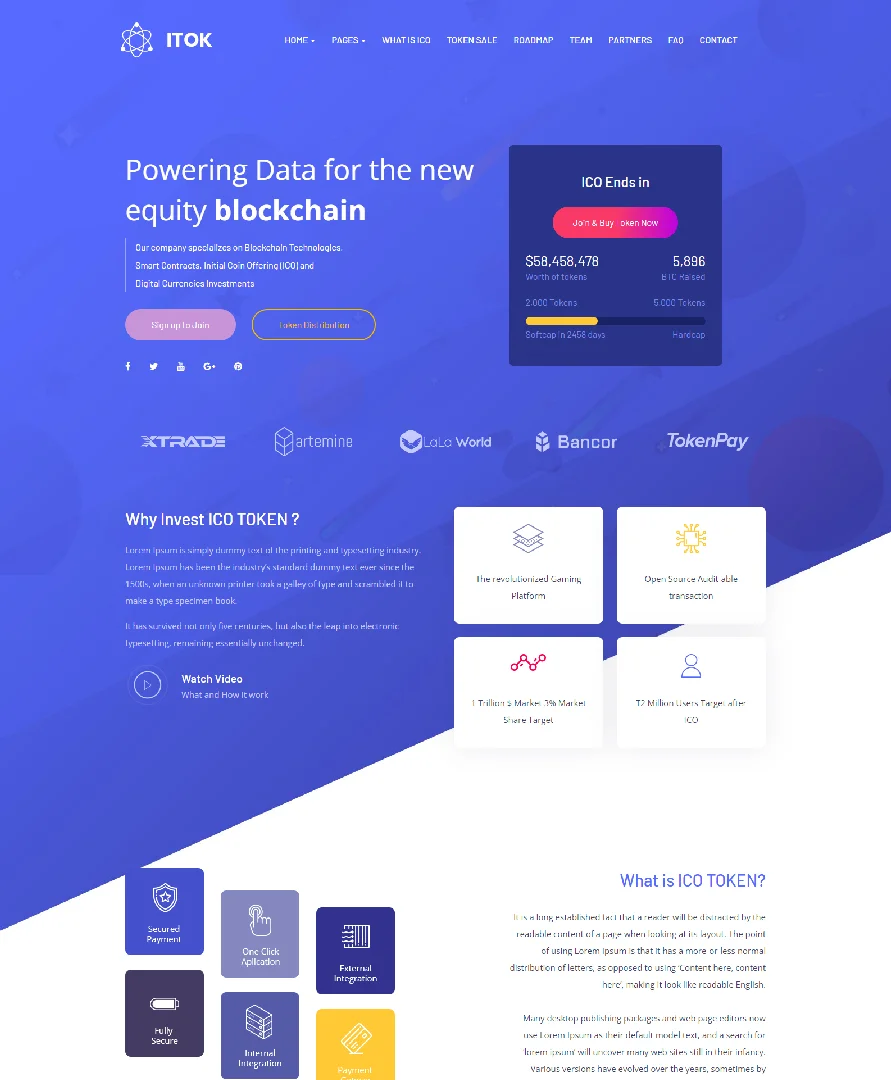 ITOK
HOME PAGES WHAT IS ICO TOKEN SALE ROADMAP TEAM PARTNERS FAQ CONTACT
Powering Data for the new
equity blockchain
Our company specializes on Blockchain Technologies,
Smart Contracts, Initial Coin Offering (ICO) and
Digital Currencies Investments
Sign up to Join
Token Distribution
ICO Ends in
Join & Buy Token Now
$58,458,478 5,896
Worth of tokens BTC Raised
2,000 Tokens 5,000 Tokens
Softcap in 2458 days Hardcap
XTRADE
artemine
LaLa World
Bancor
TokenPay
Why Invest ICO TOKEN ?
Lorem Ipsum is simply dummy text of the printing and typesetting industry.
Lorem Ipsum has been the industry's standard dummy text ever since the
1500s, when an unknown printer took a galley of type and scrambled it to
make a type specimen book.
It has survived not only five centuries, but also the leap into electronic
typesetting, remaining essentially unchanged.
Watch Video
What and How it work
The revolutionized Gaming
Platform
Open Source Audit-able
transaction
1 Trillion $ Market 3% Market
Share Target
12 Million Users Target after
ICO
Secured
Payment
One Click
Aplication
External
Integration
Fully
Secure
Internal
Integration
Payment
What is ICO TOKEN?
It is a long established fact that a reader will be distracted by the
readable content of a page when looking at its layout. The point
of using Lorem Ipsum is that it has a more-or-less normal
distribution of letters, as opposed to using 'Content here, content
here', making it look like readable English.
Many desktop publishing packages and web page editors now
use Lorem Ipsum as their default model text, and a search for
'lorem ipsum' will uncover many web sites still in their infancy.
Various versions have evolved over the years, sometimes by